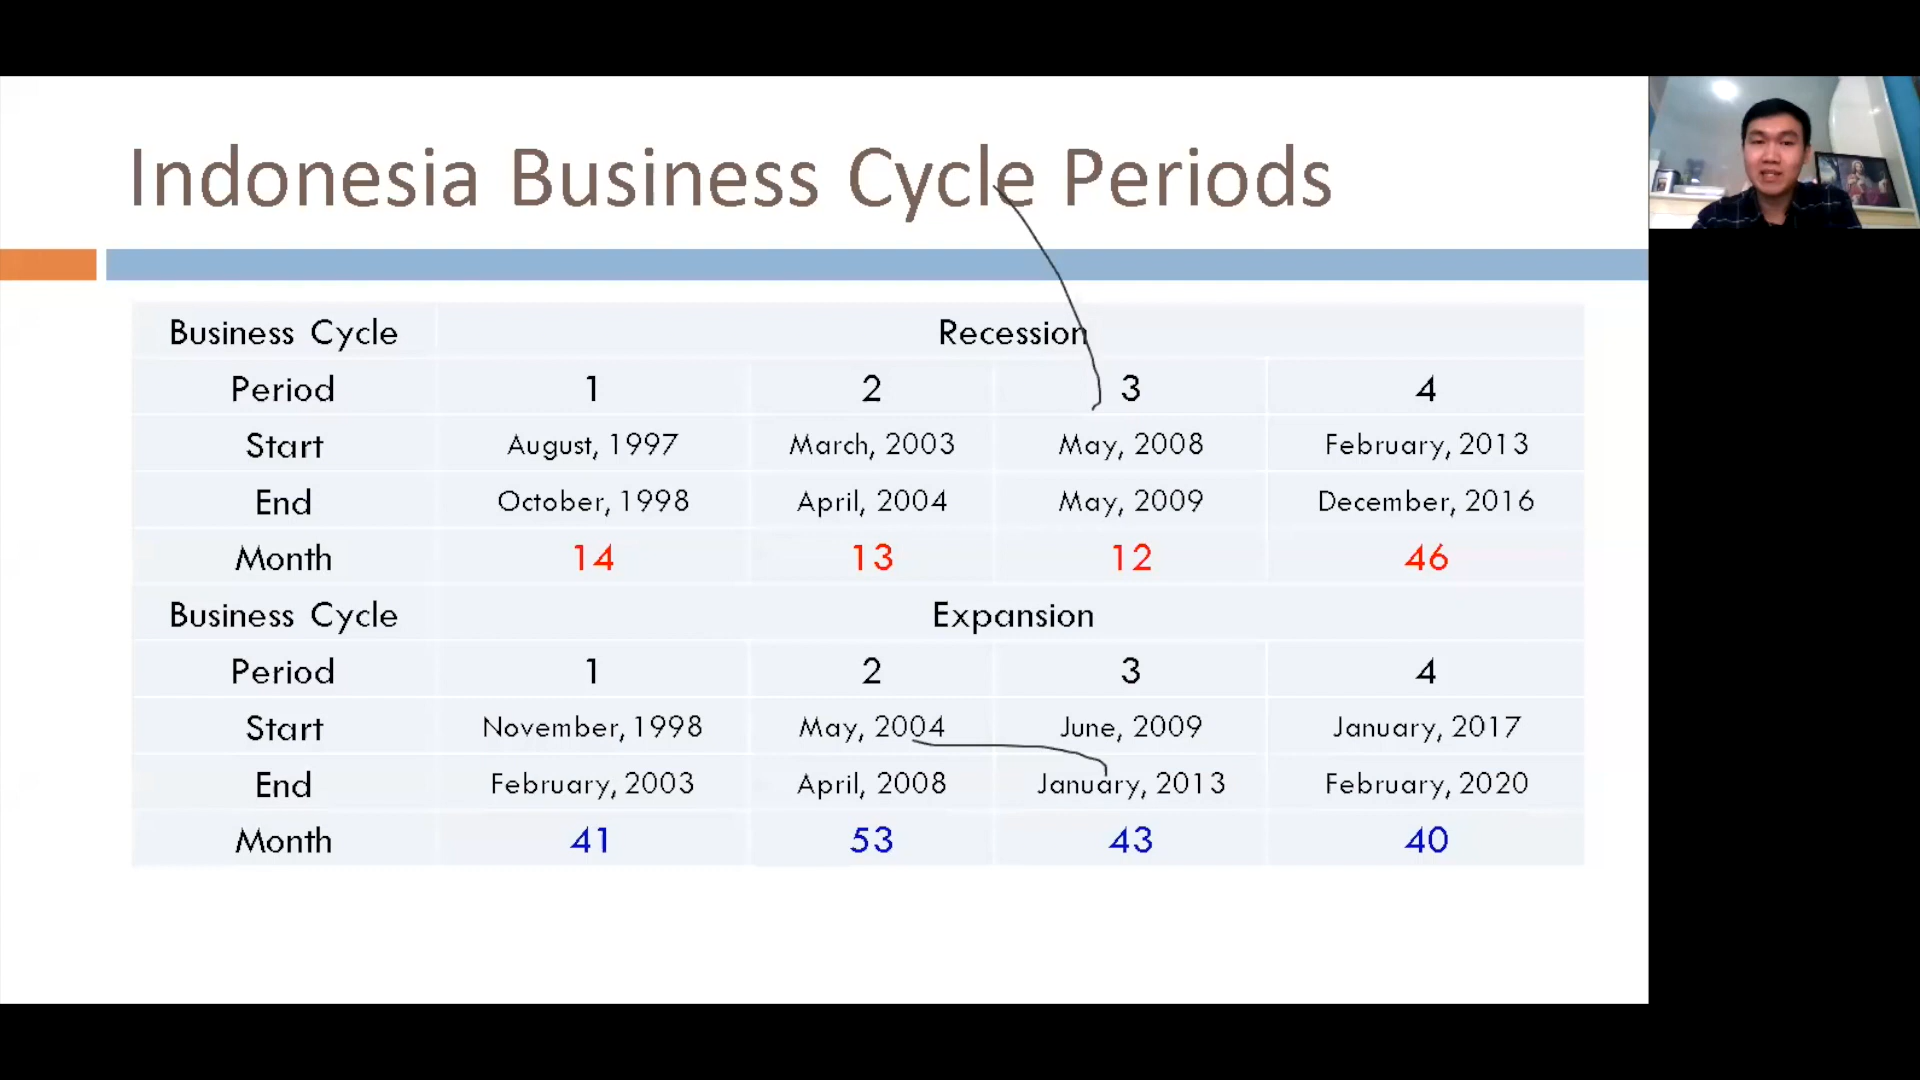 Indonesia Business Cycle Periods
Business Cycle Recession
Period 1 2 3 4
Start August, 1997 March, 2003 May, 2008 February, 2013
End October, 1998 April, 2004 May, 2009 December, 2016
Month 14 13 12 46
Business Cycle Expansion
Period 1 2 3 4
Start November, 1998 May, 2004 June, 2009 January, 2017
End February, 2003 April, 2008 January, 2013 February, 2020
Month 41 53 43 40